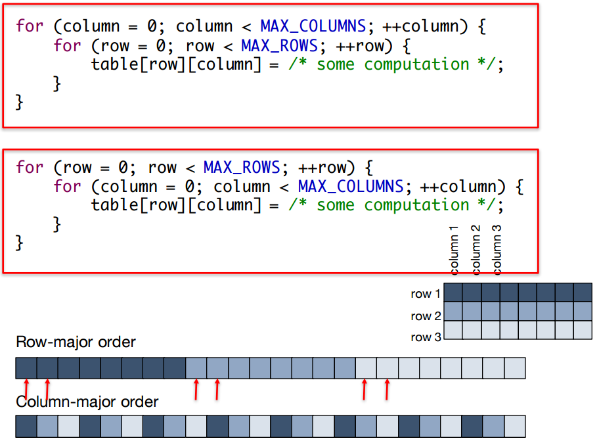 for (column = 0; column < MAX_COLUMNS; ++column) {
    for (row = 0; row < MAX_ROWS; ++row) {
        table[row][column] = /* some computation */;
    }
}
for (row = 0; row < MAX_ROWS; ++row) {
    for (column = 0; column < MAX_COLUMNS; ++column) {
        table[row][column] = /* some computation */;
    }
}
column 1
column 2
column 3
row 1
row 2
row 3
Row-major order
Column-major order